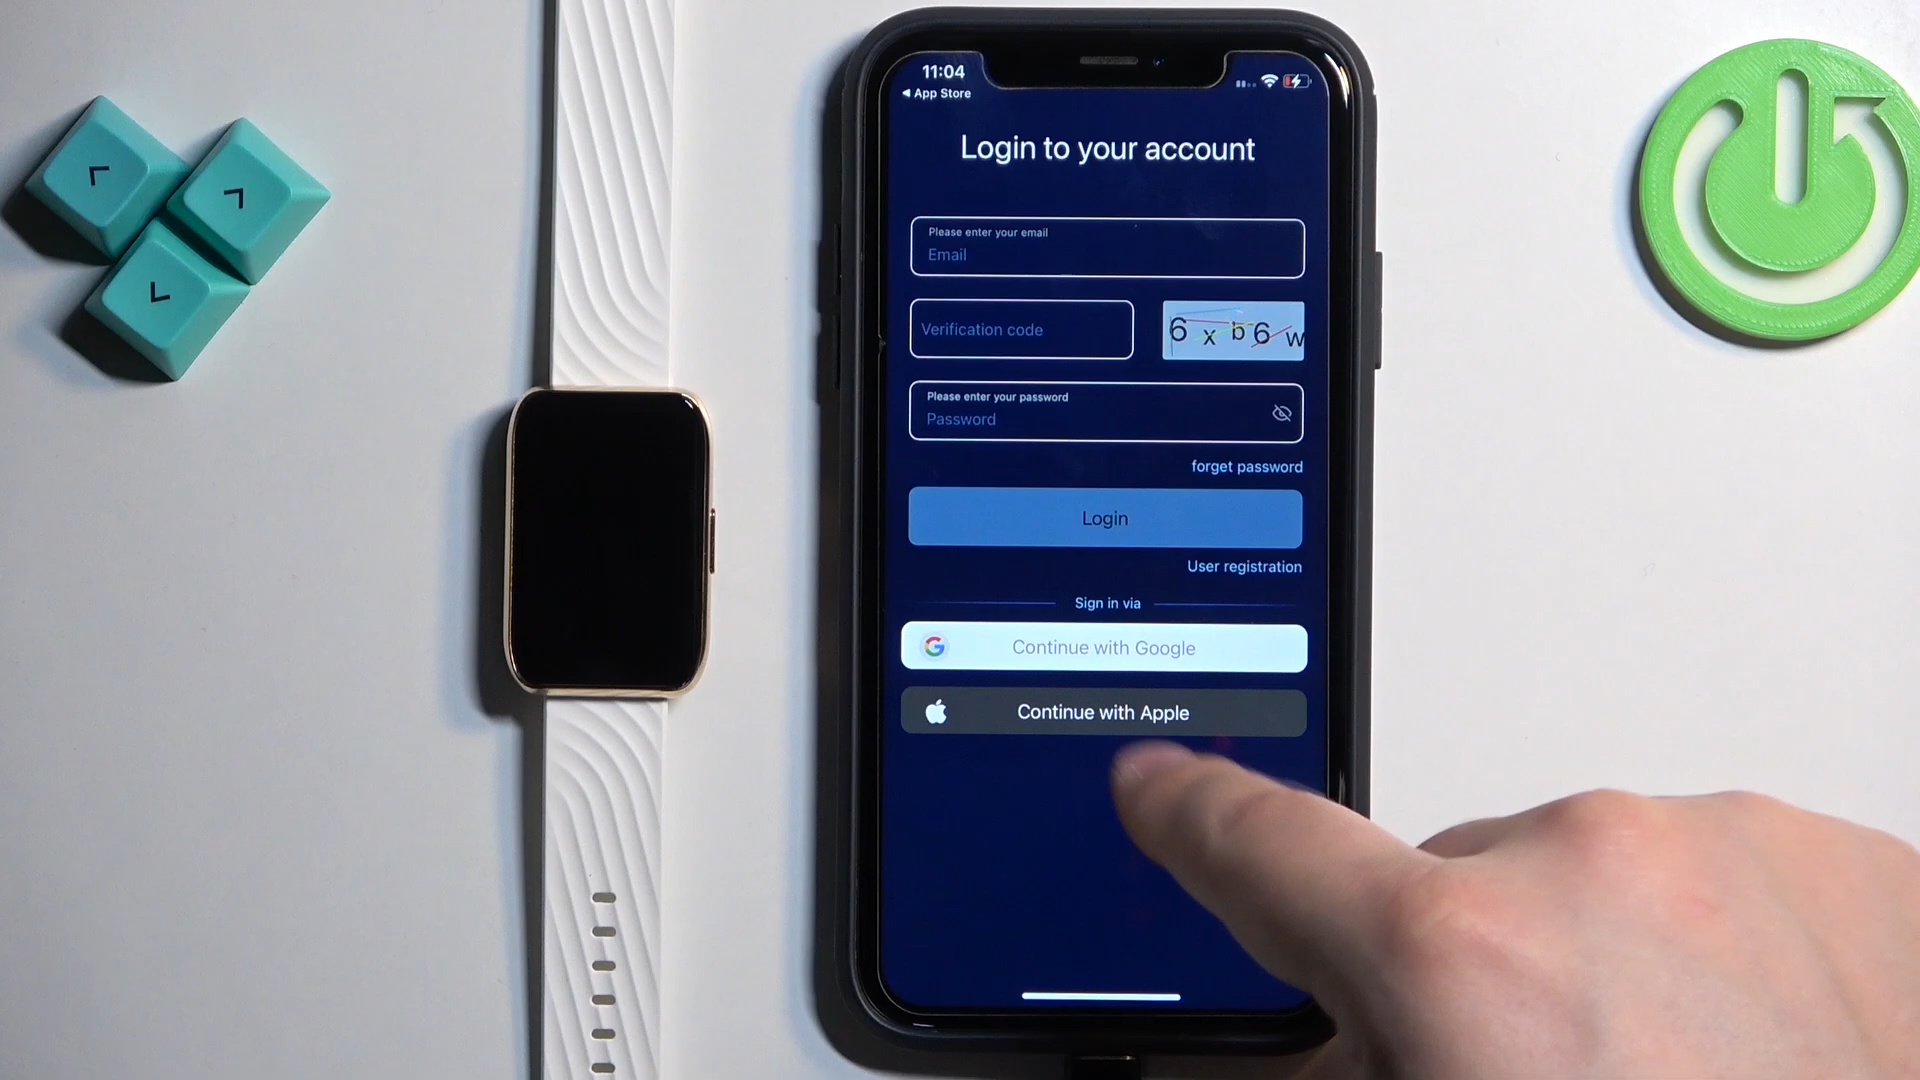 11:04
App Store
Login to your account
Please enter your email
Email
Verification code
6 x b 6 w
Please enter your password
Password
forget password
Login
User registration
Sign in via
Continue with Google
Continue with Apple